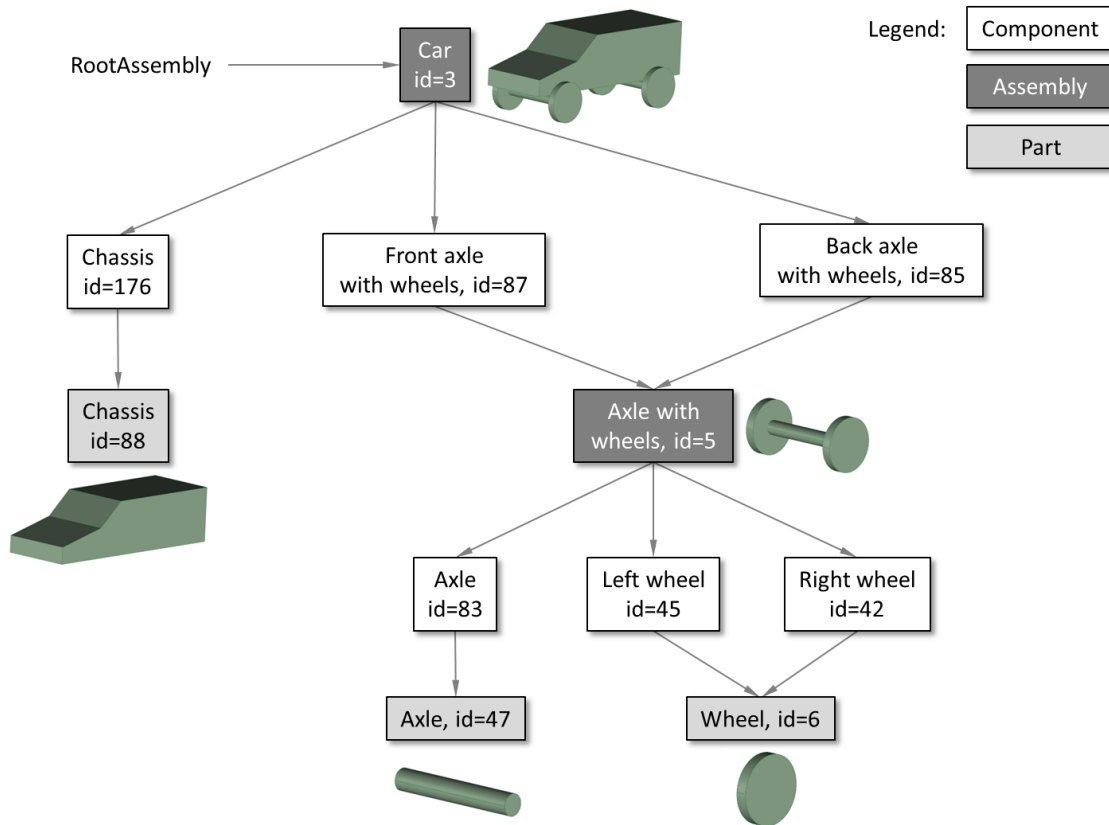 Legend:
Component
Car
id=3
RootAssembly
Assembly
Part
Chassis
id=176
Front axle
with wheels, id=87
Back axle
with wheels, id=85
Chassis
id=88
Axle with
wheels, id=5
Axle
id=83
Left wheel
id=45
Right wheel
id=42
Axle, id=47
Wheel, id=6